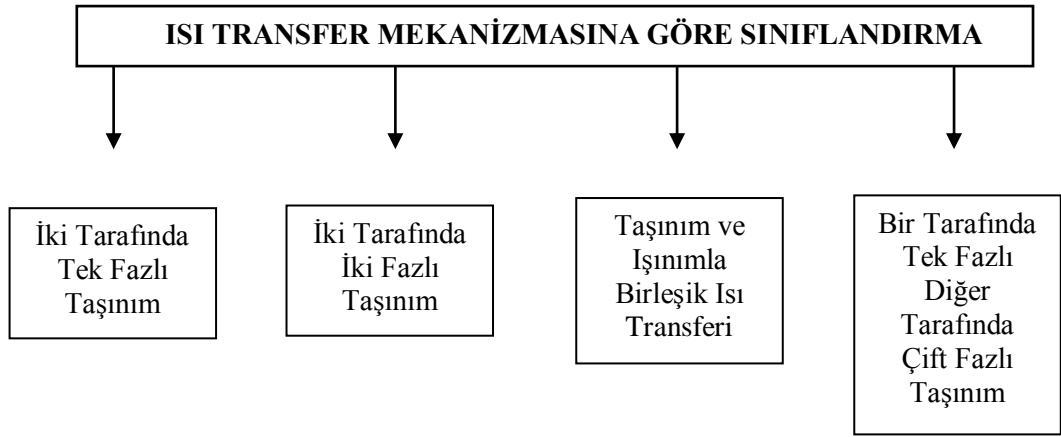 ISI TRANSFER MEKANİZMASINA GÖRE SINIFLANDIRMA
İki Tarafında
Tek Fazlı
Taşınım
İki Tarafında
İki Fazlı
Taşınım
Taşınım ve
Işınımla
Birleşik Isı
Transferi
Bir Tarafında
Tek Fazlı
Diğer
Tarafında
Çift Fazlı
Taşınım